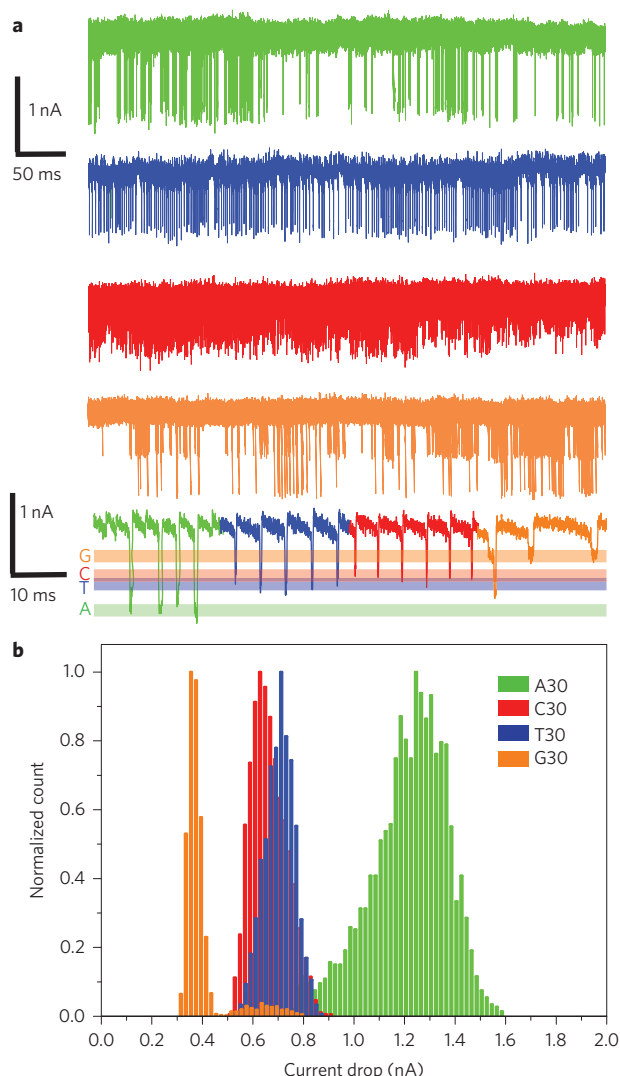 a
1 nA
50 ms
1 nA
G
C
T
A
10 ms
b
1.0
0.8
0.6
0.4
0.2
0.0
Normalized count
A30
C30
T30
G30
0.0 0.2 0.4 0.6 0.8 1.0 1.2 1.4 1.6 1.8 2.0
Current drop (nA)